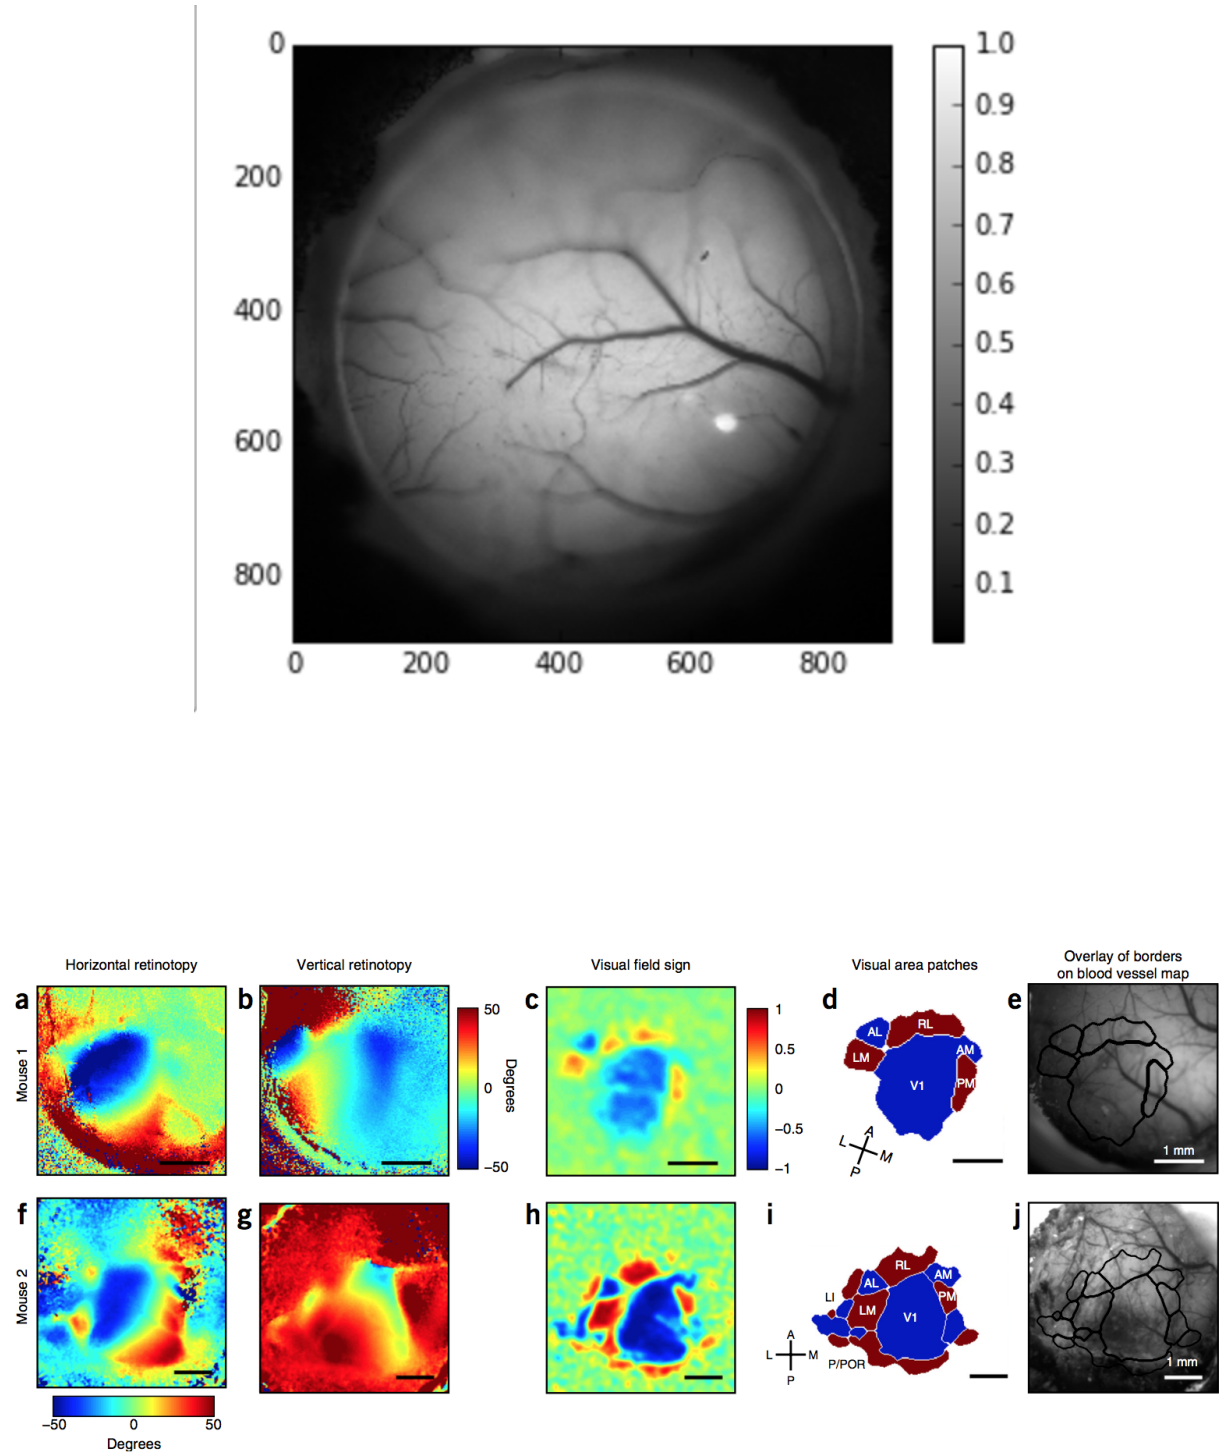 0
200
400
600
800
0 200 400 600 800
1.0
0.9
0.8
0.7
0.6
0.5
0.4
0.3
0.2
0.1
Horizontal retinotopy
Vertical retinotopy
Visual field sign
Visual area patches
Overlay of borders
on blood vessel map
a
b
c
d
e
Mouse 1
50
0
−50
Degrees
1
0.5
0
−0.5
−1
AL
RL
LM
AM
V1
PM
A
L
M
P
1 mm
f
g
h
i
j
Mouse 2
−50 0 50
Degrees
RL
AL
AM
LI
LM
PM
V1
P/POR
A
L M
P
1 mm